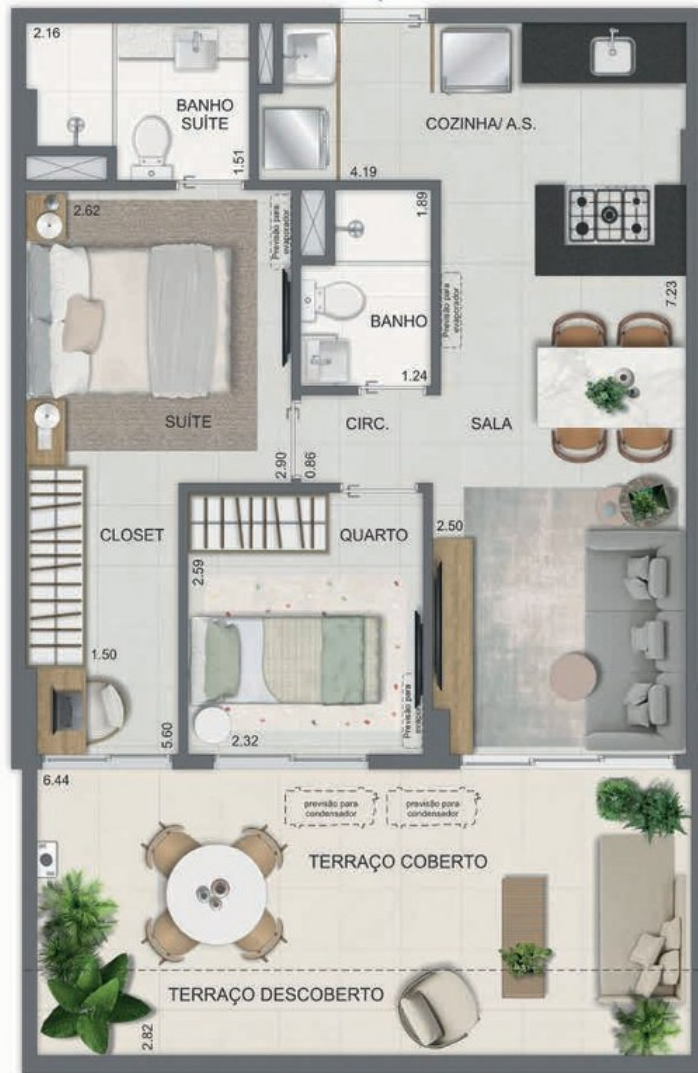 2.16
BANHO
SUÍTE
1.51
COZINHA/ A.S.
4.19
2.62
Previsão para
evaporador
1.89
BANHO
1.24
Previsão para
evaporador
7.23
SUÍTE
CIRC.
SALA
2.90
0.86
CLOSET
QUARTO
2.50
2.59
1.50
5.60
2.32
Previsão para
evaporador
6.44
previsão para
condensador
previsão para
condensador
TERRAÇO COBERTO
TERRAÇO DESCOBERTO
2.82